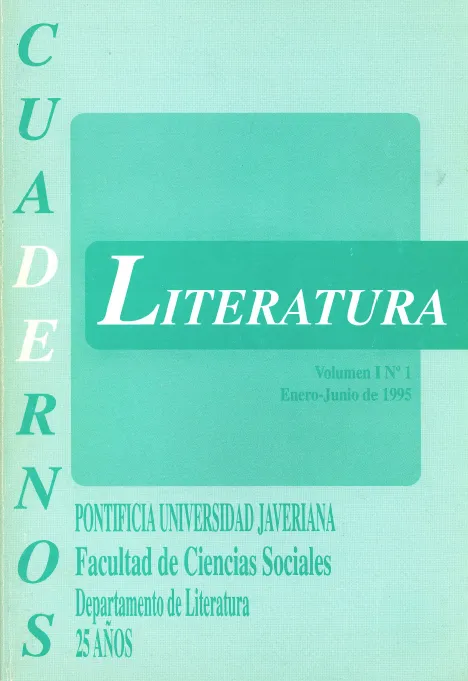 CUADERNOS
LITERATURA
Volumen I Nº 1
Enero-Junio de 1995
PONTIFICIA UNIVERSIDAD JAVERIANA
Facultad de Ciencias Sociales
Departamento de Literatura
25 AÑOS